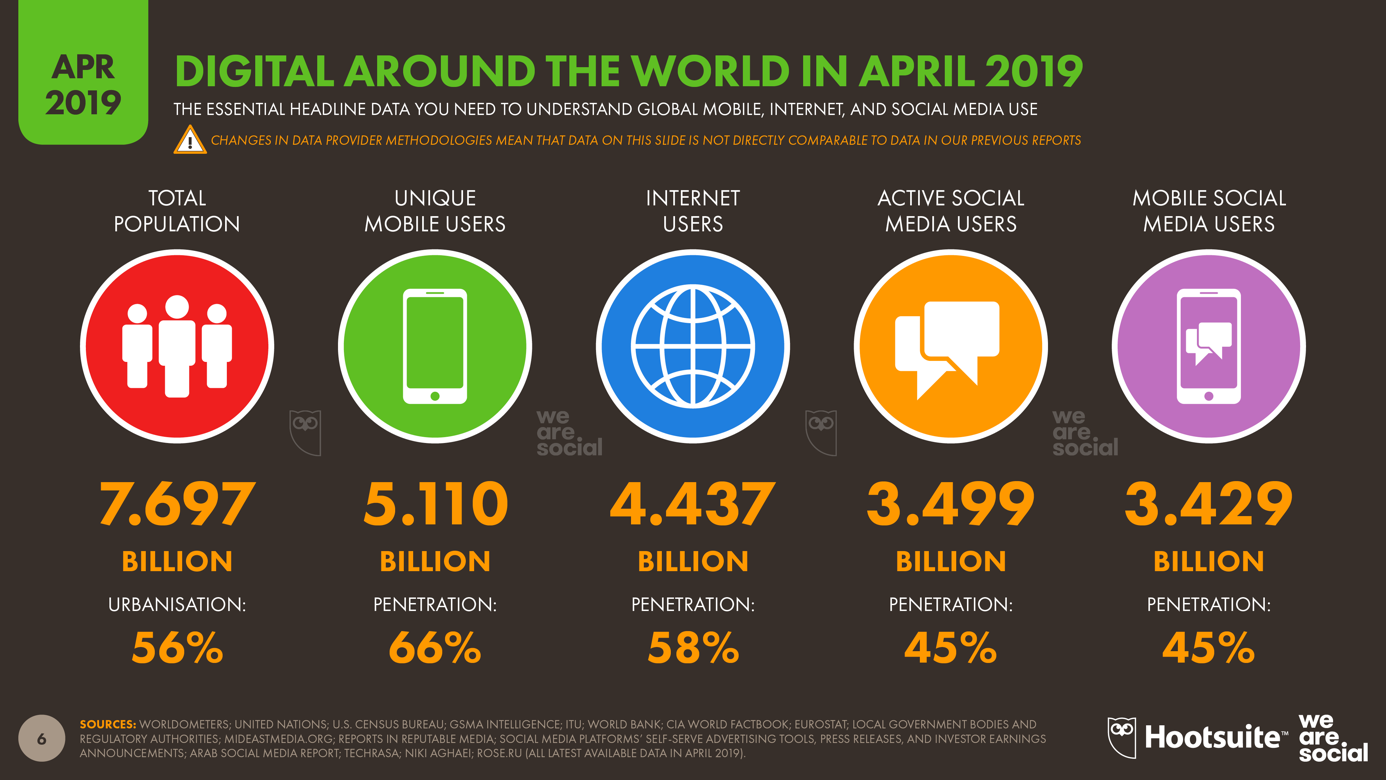 APR
2019
DIGITAL AROUND THE WORLD IN APRIL 2019
THE ESSENTIAL HEADLINE DATA YOU NEED TO UNDERSTAND GLOBAL MOBILE, INTERNET, AND SOCIAL MEDIA USE
! CHANGES IN DATA PROVIDER METHODOLOGIES MEAN THAT DATA ON THIS SLIDE IS NOT DIRECTLY COMPARABLE TO DATA IN OUR PREVIOUS REPORTS
TOTAL
POPULATION
7.697
BILLION
URBANISATION:
56%
UNIQUE
MOBILE USERS
5.110
BILLION
PENETRATION:
66%
INTERNET
USERS
4.437
BILLION
PENETRATION:
58%
ACTIVE SOCIAL
MEDIA USERS
3.499
BILLION
PENETRATION:
45%
MOBILE SOCIAL
MEDIA USERS
3.429
BILLION
PENETRATION:
45%
we
are
social
we
are
social
6
SOURCES: WORLDOMETERS; UNITED NATIONS; U.S. CENSUS BUREAU; GSMA INTELLIGENCE; ITU; WORLD BANK; CIA WORLD FACTBOOK; EUROSTAT; LOCAL GOVERNMENT BODIES AND
REGULATORY AUTHORITIES; MIDEASTMEDIA.ORG; REPORTS IN REPUTABLE MEDIA; SOCIAL MEDIA PLATFORMS' SELF-SERVE ADVERTISING TOOLS, PRESS RELEASES, AND INVESTOR EARNINGS
ANNOUNCEMENTS; ARAB SOCIAL MEDIA REPORT; TECHRASA; NIKI AGHAEI; ROSE.RU (ALL LATEST AVAILABLE DATA IN APRIL 2019).
Hootsuite™
we
are
social